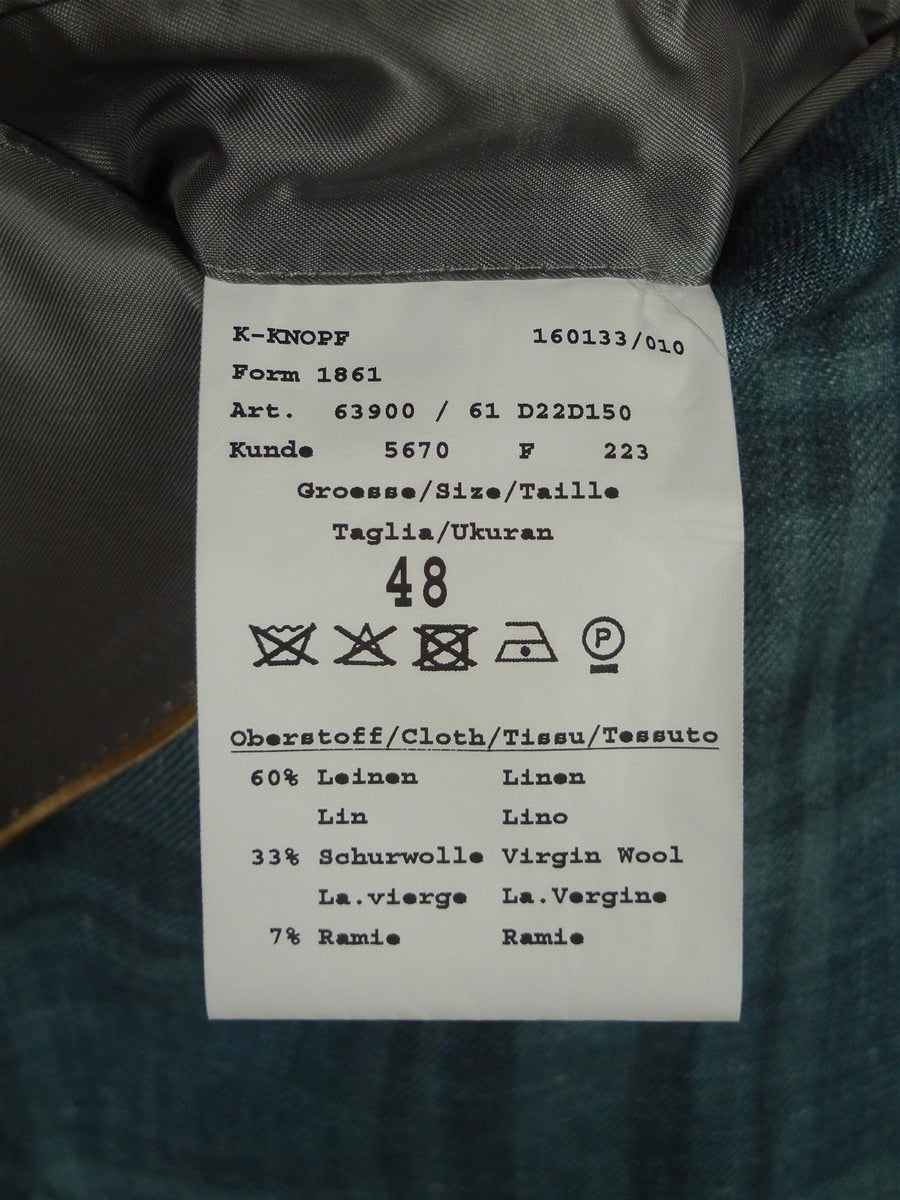 K-KNOPF 160133/010
Form 1861
Art. 63900 / 61 D22D150
Kunde 5670 F 223
Groesse/Size/Taille
Taglia/Ukuran
48
P
Oberstoff/Cloth/Tissu/Tessuto
60% Leinen Linen
Lin Lino
33% Schurwolle Virgin Wool
La.vierge La.Vergine
7% Ramie Ramie